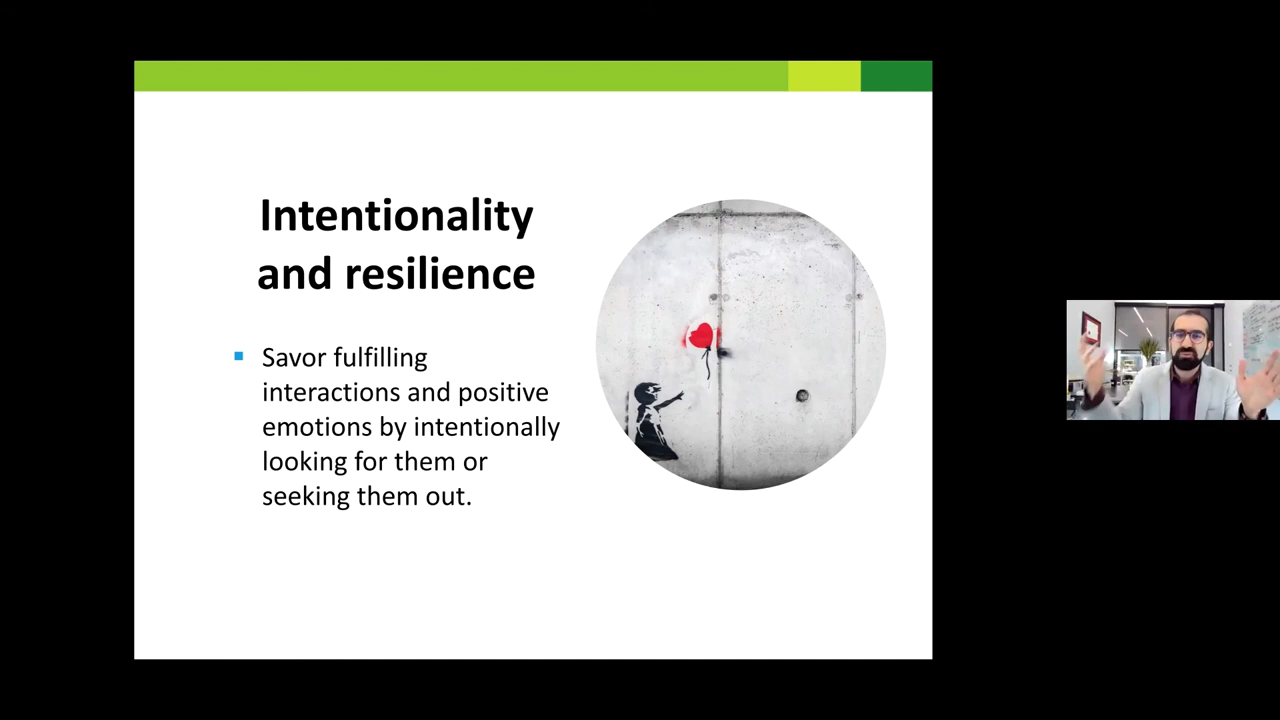 Intentionality
and resilience
Savor fulfilling
interactions and positive
emotions by intentionally
looking for them or
seeking them out.